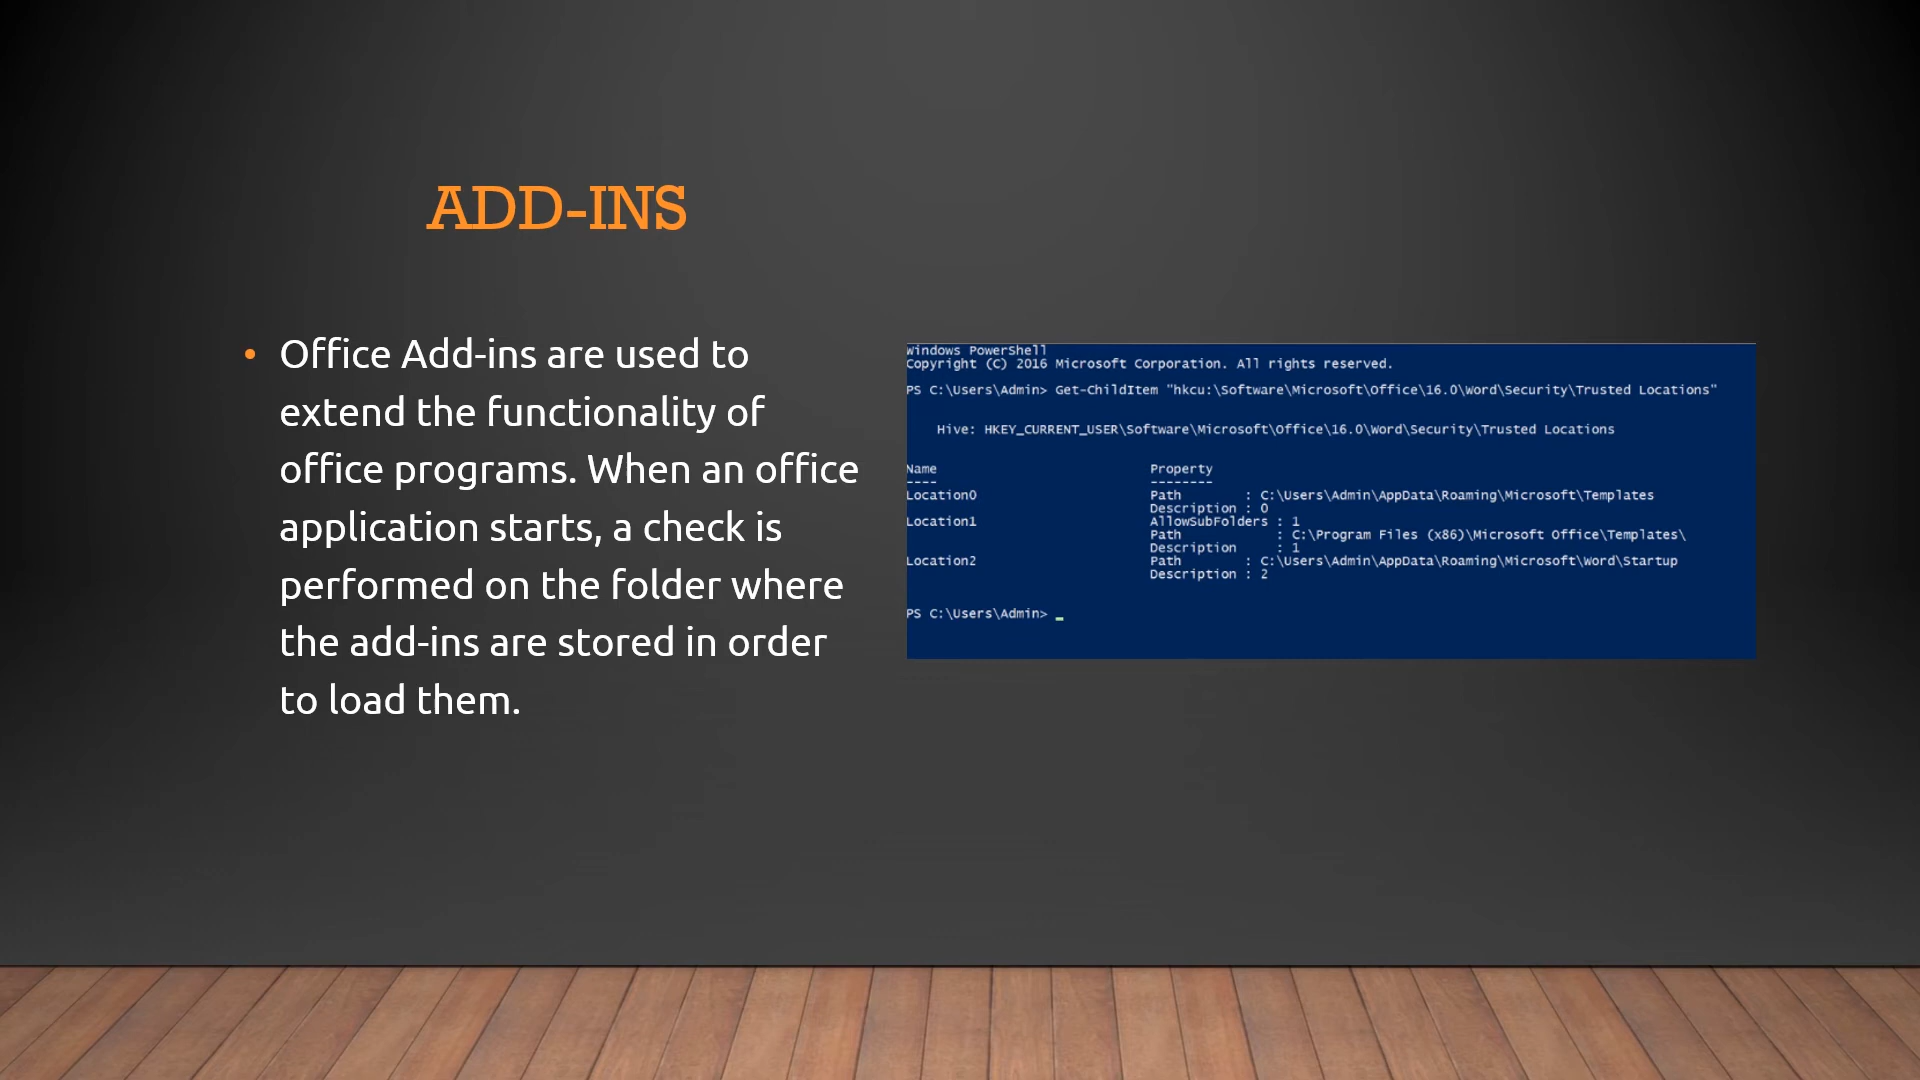 ADD-INS
• Office Add-ins are used to
extend the functionality of
office programs. When an office
application starts, a check is
performed on the folder where
the add-ins are stored in order
to load them.
Windows PowerShell
Copyright (C) 2016 Microsoft Corporation. All rights reserved.
PS C:\Users\Admin> Get-ChildItem "hkcu:\Software\Microsoft\Office\16.0\Word\Security\Trusted Locations"
Hive: HKEY_CURRENT_USER\Software\Microsoft\Office\16.0\Word\Security\Trusted Locations
Name Property
---- --------
Location0 Path : C:\Users\Admin\AppData\Roaming\Microsoft\Templates
Description : 0
Location1 AllowSubFolders : 1
Path : C:\Program Files (x86)\Microsoft Office\Templates\
Description : 1
Location2 Path : C:\Users\Admin\AppData\Roaming\Microsoft\Word\Startup
Description : 2
PS C:\Users\Admin> _